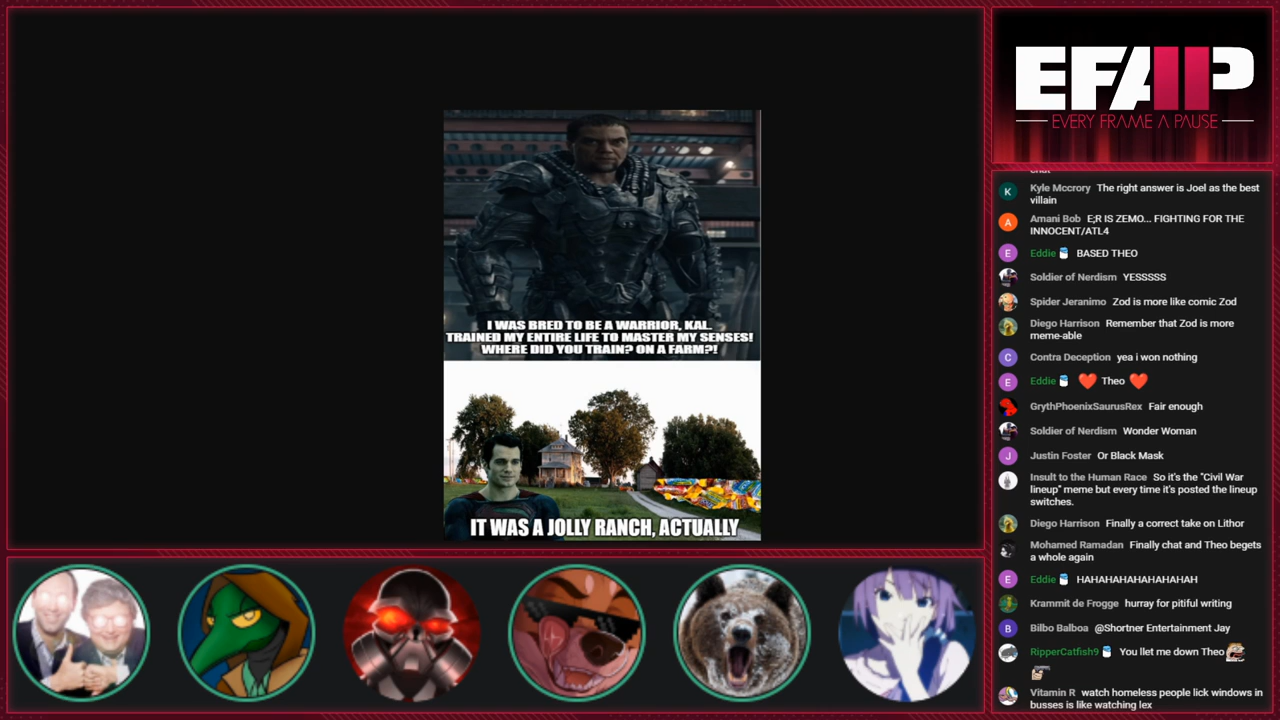 I WAS BRED TO BE A WARRIOR, KAL.
TRAINED MY ENTIRE LIFE TO MASTER MY SENSES!
WHERE DID YOU TRAIN? ON A FARM?!
IT WAS A JOLLY RANCH, ACTUALLY
EFAP
EVERY FRAME A PAUSE
chat
Kyle Mccrory The right answer is Joel as the best
villain
Amani Bob E;R IS ZEMO... FIGHTING FOR THE
INNOCENT/ATL4
Eddie BASED THEO
Soldier of Nerdism YESSSSS
Spider Jeranimo Zod is more like comic Zod
Diego Harrison Remember that Zod is more
meme-able
Contra Deception yea i won nothing
Eddie Theo
GrythPhoenixSaurusRex Fair enough
Soldier of Nerdism Wonder Woman
Justin Foster Or Black Mask
Insult to the Human Race So it's the "Civil War
lineup" meme but every time it's posted the lineup
switches.
Diego Harrison Finally a correct take on Lithor
Mohamed Ramadan Finally chat and Theo begets
a whole again
Eddie HAHAHAHAHAHAHAHAH
Krammit de Frogge hurray for pitiful writing
Bilbo Balboa @Shortner Entertainment Jay
RipperCatfish9 You llet me down Theo
Vitamin R watch homeless people lick windows in
busses is like watching lex